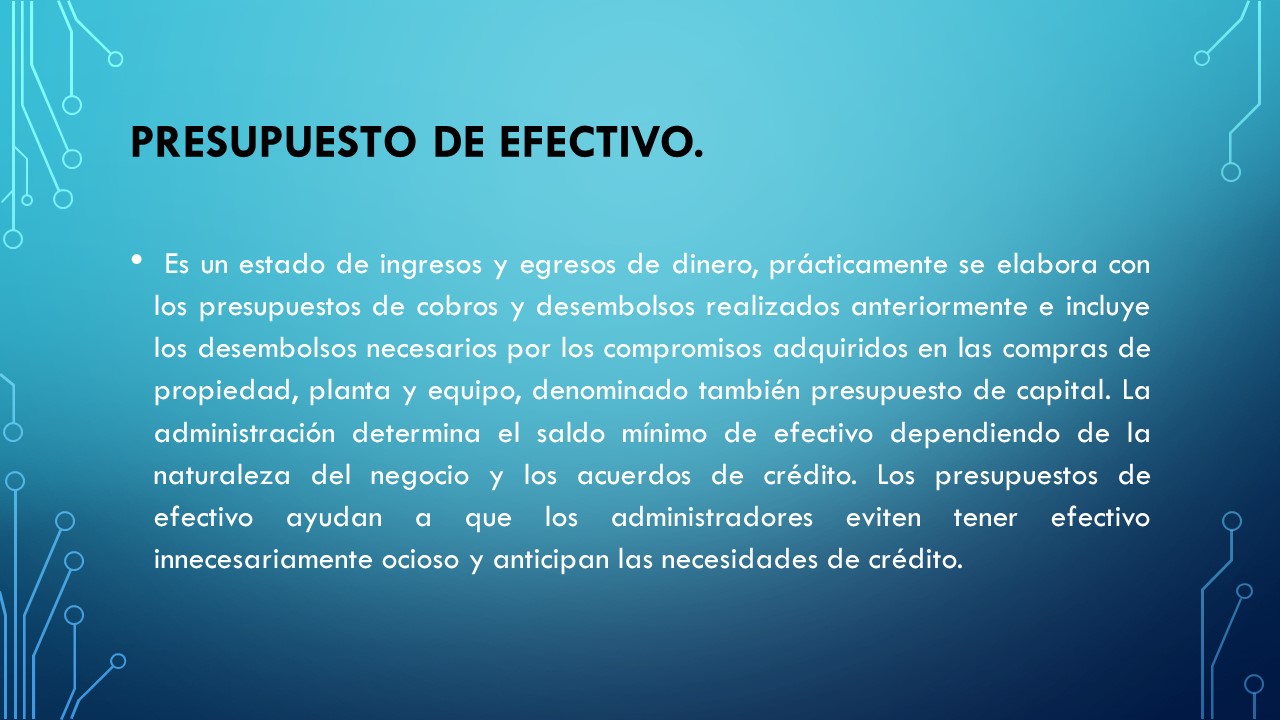 PRESUPUESTO DE EFECTIVO.
• Es un estado de ingresos y egresos de dinero, prácticamente se elabora con
los presupuestos de cobros y desembolsos realizados anteriormente e incluye
los desembolsos necesarios por los compromisos adquiridos en las compras de
propiedad, planta y equipo, denominado también presupuesto de capital. La
administración determina el saldo mínimo de efectivo dependiendo de la
naturaleza del negocio y los acuerdos de crédito. Los presupuestos de
efectivo ayudan a que los administradores eviten tener efectivo
innecesariamente ocioso y anticipan las necesidades de crédito.